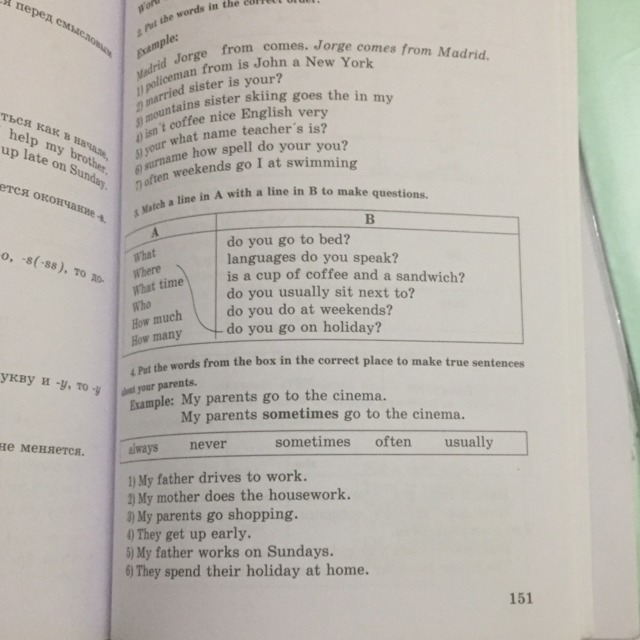 я перед смысловым
ться как в начале,
help my brother.
up late on Sunday.
ется окончание -s.
-o, -s(-ss), то до-
укву и -y, то -y
не меняется.
Word
2. Put the words in the correct order.
Example:
Madrid Jorge from comes. Jorge comes from Madrid.
1) policeman from is John a New York
2) married sister is your?
3) mountains sister skiing goes the in my
4) isn't coffee nice English very
5) your what name teacher's is?
6) surname how spell do your you?
7) often weekends go I at swimming
3. Match a line in A with a line in B to make questions.
A B
What do you go to bed?
Where languages do you speak?
What time is a cup of coffee and a sandwich?
Who do you usually sit next to?
How much do you do at weekends?
How many do you go on holiday?
4. Put the words from the box in the correct place to make true sentences
about your parents.
Example: My parents go to the cinema.
My parents sometimes go to the cinema.
always never sometimes often usually
1) My father drives to work.
2) My mother does the housework.
3) My parents go shopping.
4) They get up early.
5) My father works on Sundays.
6) They spend their holiday at home.
151